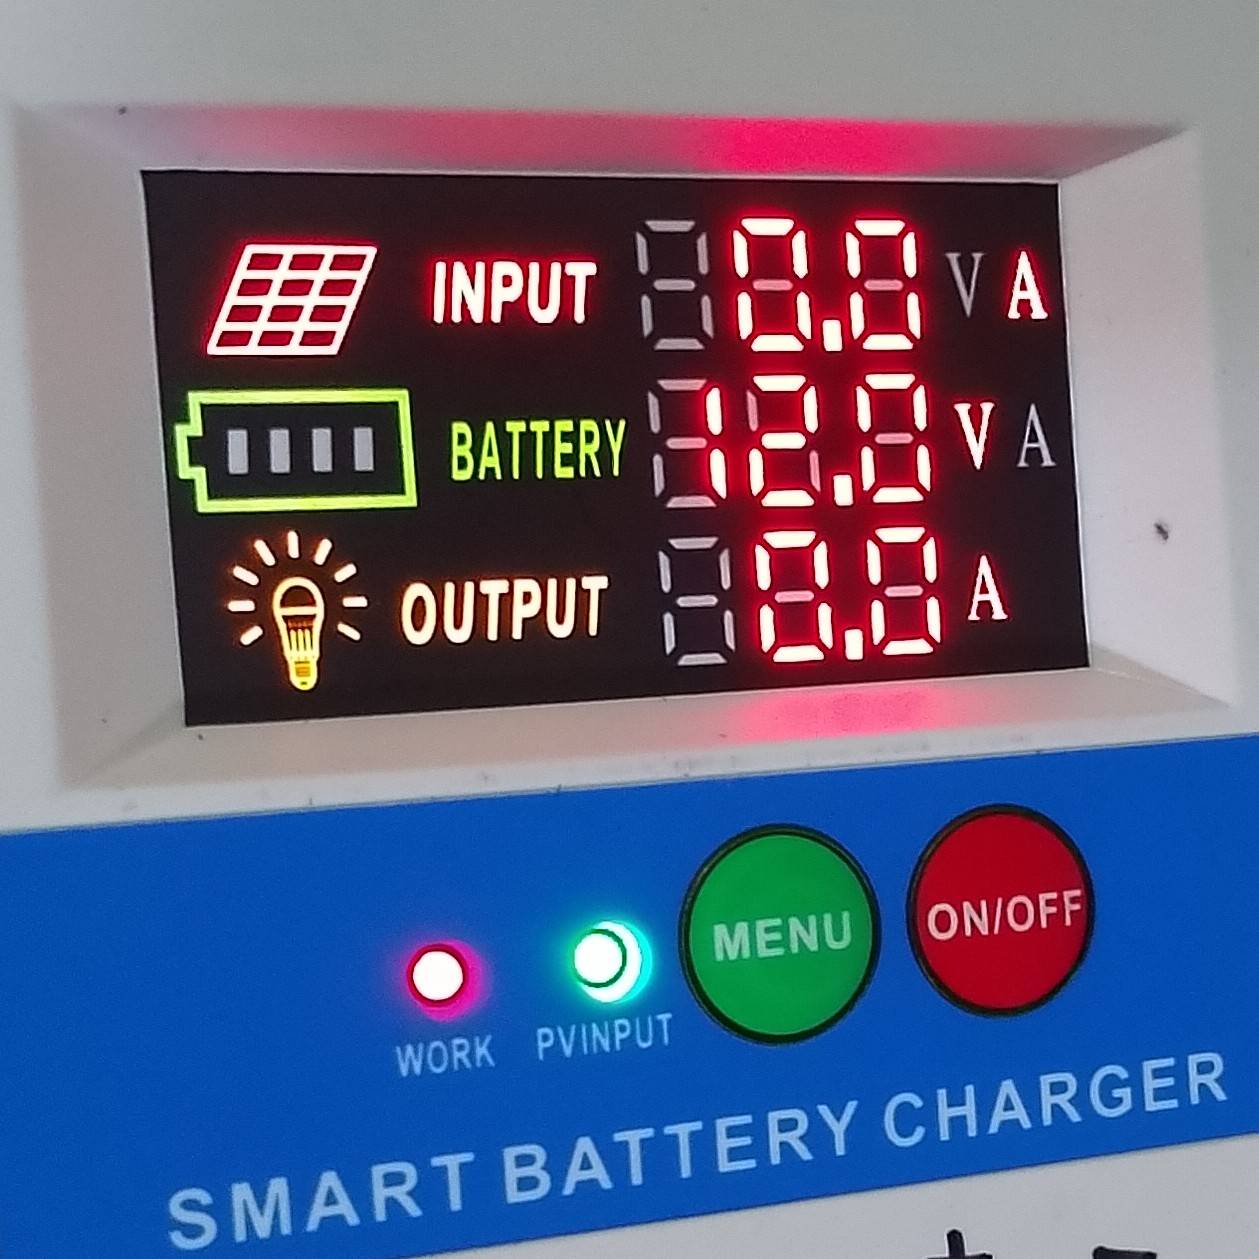 INPUT 0.0 V A
BATTERY 12.0 V A
OUTPUT 0.0 A
MENU
ON/OFF
WORK
PVINPUT
SMART BATTERY CHARGER